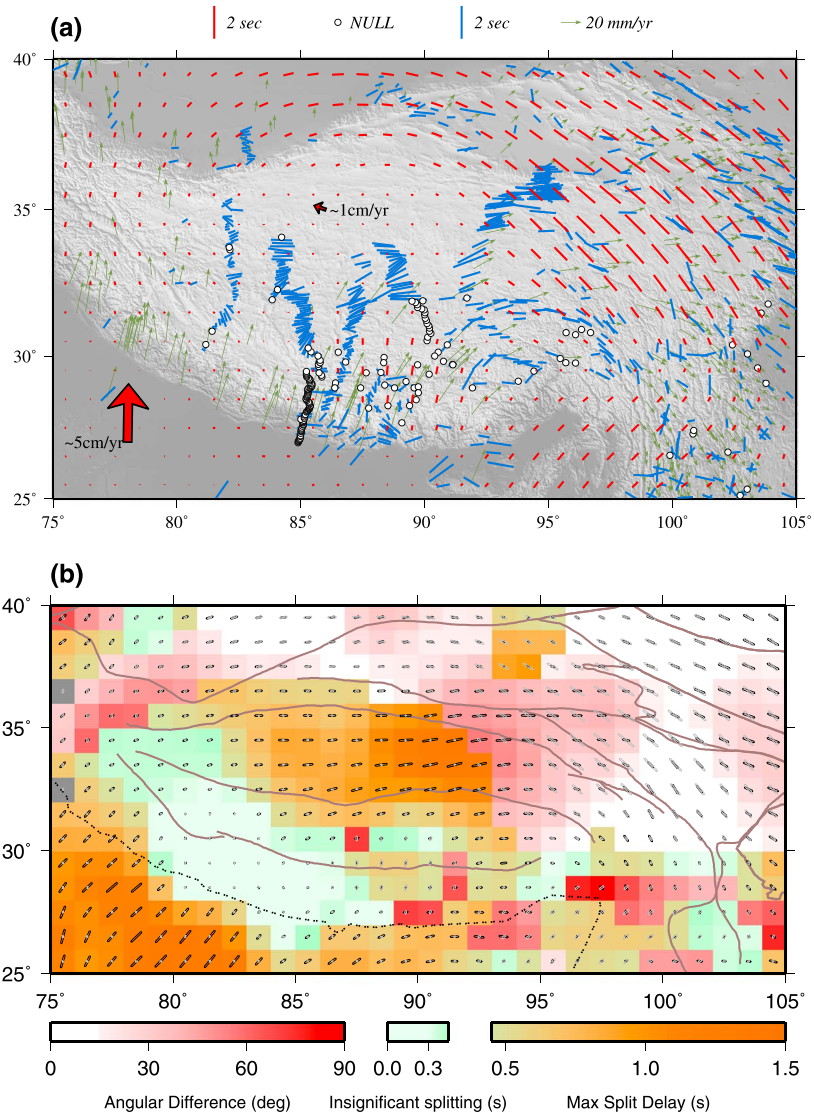 (a)
2 sec NULL 2 sec 20 mm/yr
40°
35°
30°
25°
~1cm/yr
~5cm/yr
75° 80° 85° 90° 95° 100° 105°
(b)
40°
35°
30°
25°
75° 80° 85° 90° 95° 100° 105°
0 30 60 90 0.0 0.3 0.5 1.0 1.5
Angular Difference (deg) Insignificant splitting (s) Max Split Delay (s)